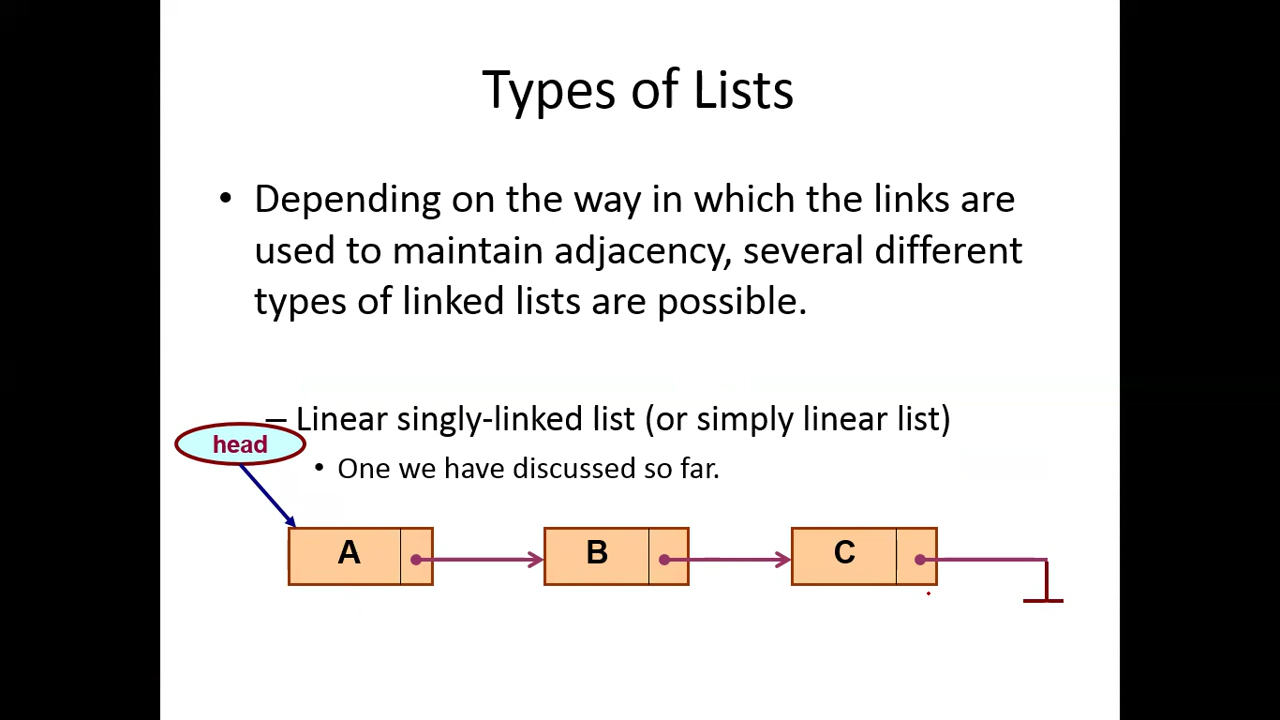 Types of Lists
• Depending on the way in which the links are
used to maintain adjacency, several different
types of linked lists are possible.
– Linear singly-linked list (or simply linear list)
head
• One we have discussed so far.
A B C